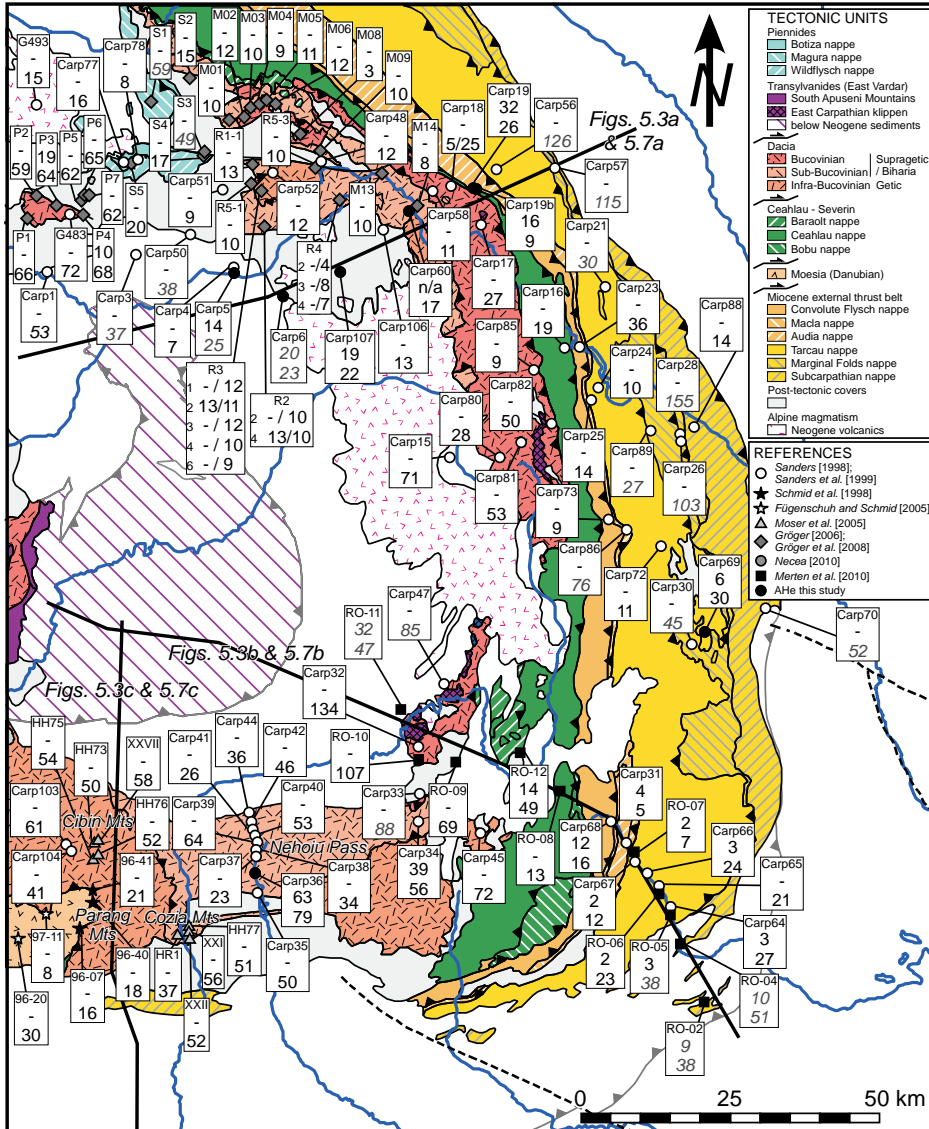 G493
-
15
Carp77
-
16
Carp78
-
8
S1
-
59
S2
-
15
M02
-
12
M03
-
10
M04
-
9
M05
-
11
M06
-
12
M08
-
3
M09
-
10
M01
-
10
S3
-
49
P2
-
59
P3
19
64
P5
-
62
P6
-
65
S4
-
17
R1-1
-
13
R5-3
-
10
Carp48
-
12
M14
-
8
Carp18
-
5/25
Carp19
32
26
Carp56
-
126
Figs. 5.3a
& 5.7a
N
Carp57
-
115
P7
-
62
S5
-
20
Carp51
-
9
R5-1
-
10
Carp52
-
12
M13
-
10
Carp58
-
11
Carp19b
16
9
Carp21
-
30
P1
-
66
G483
-
72
P4
10
68
Carp1
-
53
Carp3
-
37
Carp50
-
38
Carp4
-
7
Carp5
14
25
R4
2 -/4
3 -/8
4 -/7
Carp60
n/a
17
Carp17
-
27
Carp16
-
19
Carp23
-
36
Carp88
-
14
Carp6
20
23
Carp107
19
22
Carp106
-
13
Carp85
-
9
Carp24
-
10
Carp28
-
155
R3
1 - / 12
2 13/11
3 - / 12
4 - / 10
6 - / 9
R2
2 - / 10
4 13/10
Carp82
-
50
Carp80
-
28
Carp15
-
71
Carp81
-
53
Carp25
-
14
Carp89
-
27
Carp26
-
103
Carp73
-
9
Carp86
-
76
Carp72
-
11
Carp30
-
45
Carp69
6
30
Carp70
-
52
RO-11
32
47
Carp47
-
85
Figs. 5.3b & 5.7b
Figs. 5.3c & 5.7c
Carp32
-
134
HH75
-
54
HH73
-
50
XXVII
-
58
Carp41
-
26
Carp44
-
36
Carp42
-
46
RO-10
-
107
RO-12
14
49
Carp31
4
5
RO-07
2
7
Carp103
-
61
Cibin Mts
HH76
-
52
Carp39
-
64
Carp40
-
53
Nehoiu Pass
Carp33
-
88
RO-09
-
69
RO-08
-
13
Carp68
12
16
Carp66
3
24
Carp65
-
21
Carp104
-
41
96-41
-
21
Carp37
-
23
Carp36
63
79
Carp38
-
34
Carp34
39
56
Carp45
-
72
Carp67
2
12
Carp64
3
27
Parang
Mts
Cozia Mts
97-11
-
8
96-20
-
30
96-07
-
16
96-40
-
18
HR1
-
37
XXI
-
56
HH77
-
51
XXII
-
52
Carp35
-
50
RO-06
2
23
RO-05
3
38
RO-04
10
51
RO-02
9
38
0 25 50 km
TECTONIC UNITS
Piennides
Botiza nappe
Magura nappe
Wildflysch nappe
Transylvanides (East Vardar)
South Apuseni Mountains
East Carpathian klippen
below Neogene sediments
Dacia
Bucovinian Supragetic
Sub-Bucovinian / Biharia
Infra-Bucovinian Getic
Ceahlau - Severin
Baraolt nappe
Ceahlau nappe
Bobu nappe
Moesia (Danubian)
Miocene external thrust belt
Convolute Flysch nappe
Macla nappe
Audia nappe
Tarcau nappe
Marginal Folds nappe
Subcarpathian nappe
Post-tectonic covers
Alpine magmatism
Neogene volcanics
REFERENCES
Sanders [1998];
Sanders et al. [1999]
Schmid et al. [1998]
Fügenschuh and Schmid [2005]
Moser et al. [2005]
Gröger [2006];
Gröger et al. [2008]
Necea [2010]
Merten et al. [2010]
AHe this study